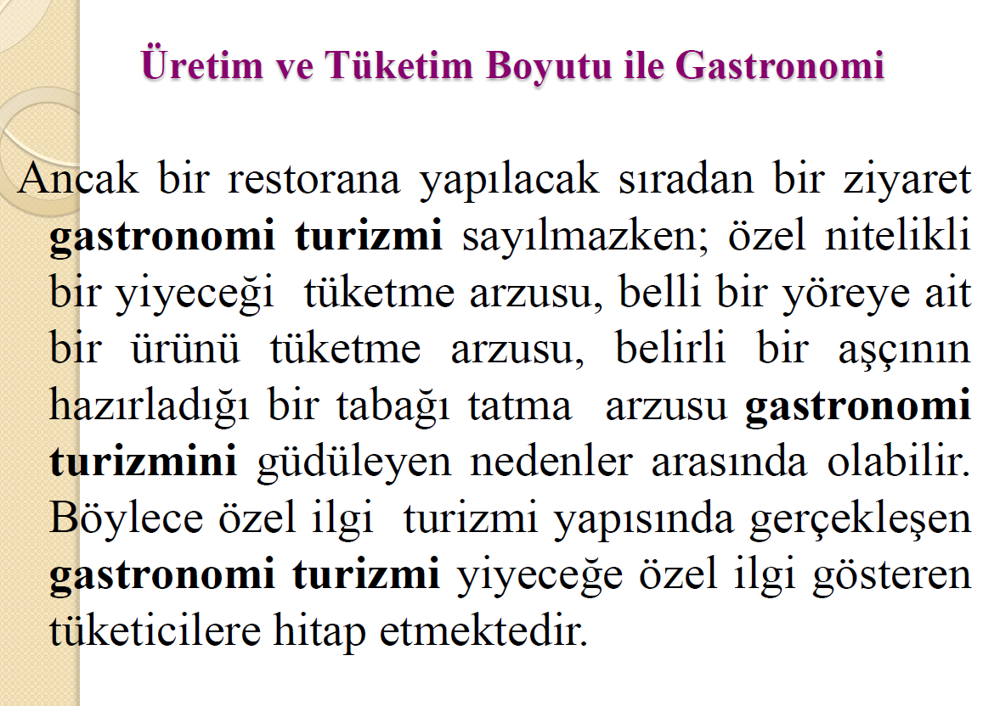 Üretim ve Tüketim Boyutu ile Gastronomi
Ancak bir restorana yapılacak sıradan bir ziyaret
gastronomi turizmi sayılmazken; özel nitelikli
bir yiyeceği tüketme arzusu, belli bir yöreye ait
bir ürünü tüketme arzusu, belirli bir aşçının
hazırladığı bir tabağı tatma arzusu gastronomi
turizmini güdüleyen nedenler arasında olabilir.
Böylece özel ilgi turizmi yapısında gerçekleşen
gastronomi turizmi yiyeceğe özel ilgi gösteren
tüketicilere hitap etmektedir.